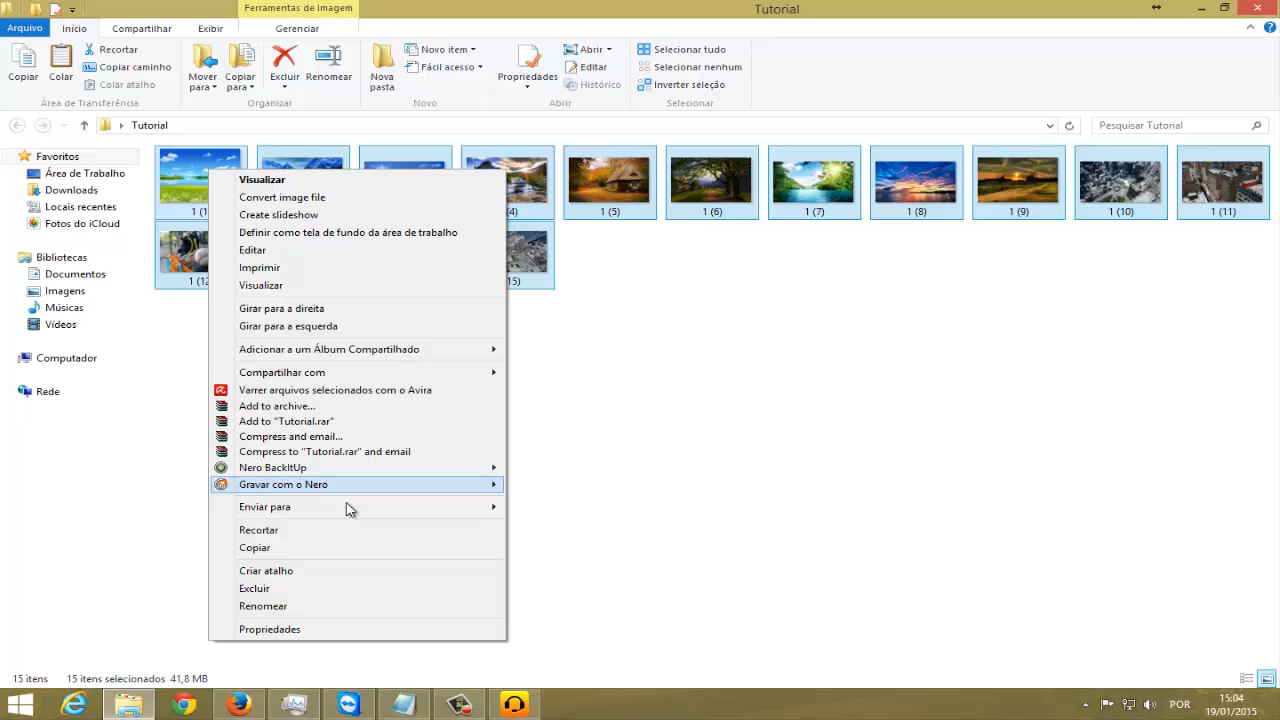 Ferramentas de Imagem
Tutorial
Arquivo
Início
Compartilhar
Exibir
Gerenciar
Copiar
Colar
Recortar
Copiar caminho
Colar atalho
Área de Transferência
Mover para
Copiar para
Excluir
Renomear
Organizar
Nova pasta
Novo item
Fácil acesso
Novo
Propriedades
Abrir
Editar
Histórico
Abrir
Selecionar tudo
Selecionar nenhum
Inverter seleção
Selecionar
Tutorial
Pesquisar Tutorial
Favoritos
Área de Trabalho
Downloads
Locais recentes
Fotos do iCloud
Bibliotecas
Documentos
Imagens
Músicas
Vídeos
Computador
Rede
1 (1
(4)
1 (5)
1 (6)
1 (7)
1 (8)
1 (9)
1 (10)
1 (11)
1 (12
15)
Visualizar
Convert image file
Create slideshow
Definir como tela de fundo da área de trabalho
Editar
Imprimir
Visualizar
Girar para a direita
Girar para a esquerda
Adicionar a um Álbum Compartilhado
Compartilhar com
Varrer arquivos selecionados com o Avira
Add to archive...
Add to "Tutorial.rar"
Compress and email...
Compress to "Tutorial.rar" and email
Nero BackItUp
Gravar com o Nero
Enviar para
Recortar
Copiar
Criar atalho
Excluir
Renomear
Propriedades
15 itens
15 itens selecionados 41,8 MB
POR
15:04
19/01/2015